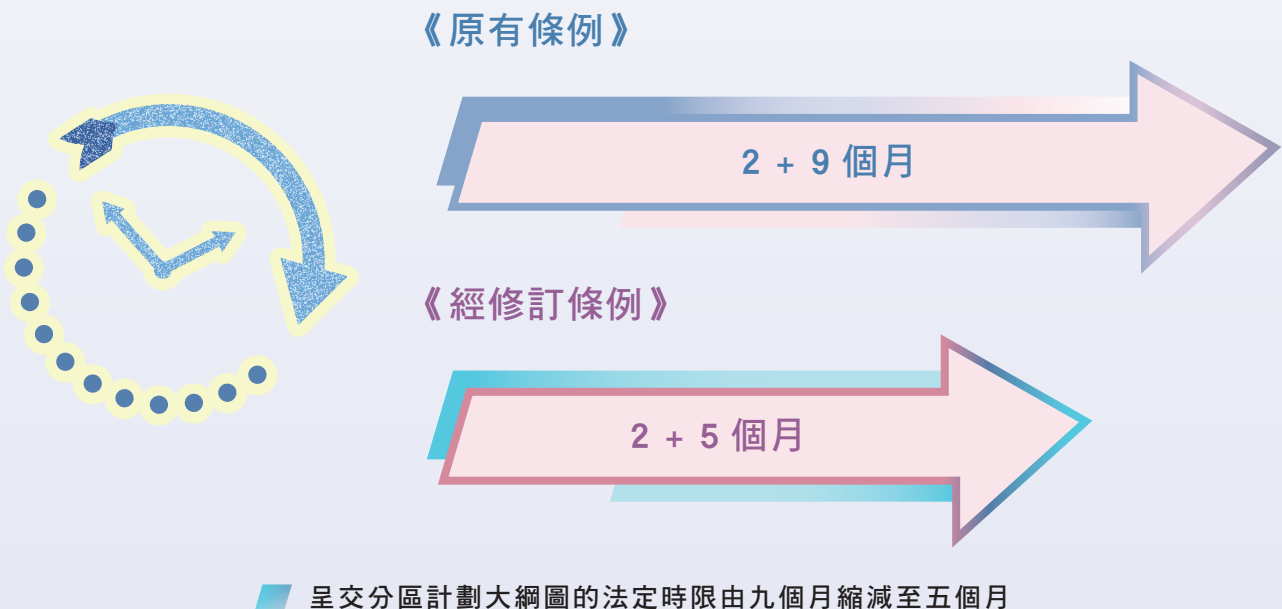 《原有條例》
2 + 9 個月
《經修訂條例》
2 + 5 個月
呈交分區計劃大綱圖的法定時限由九個月縮減至五個月